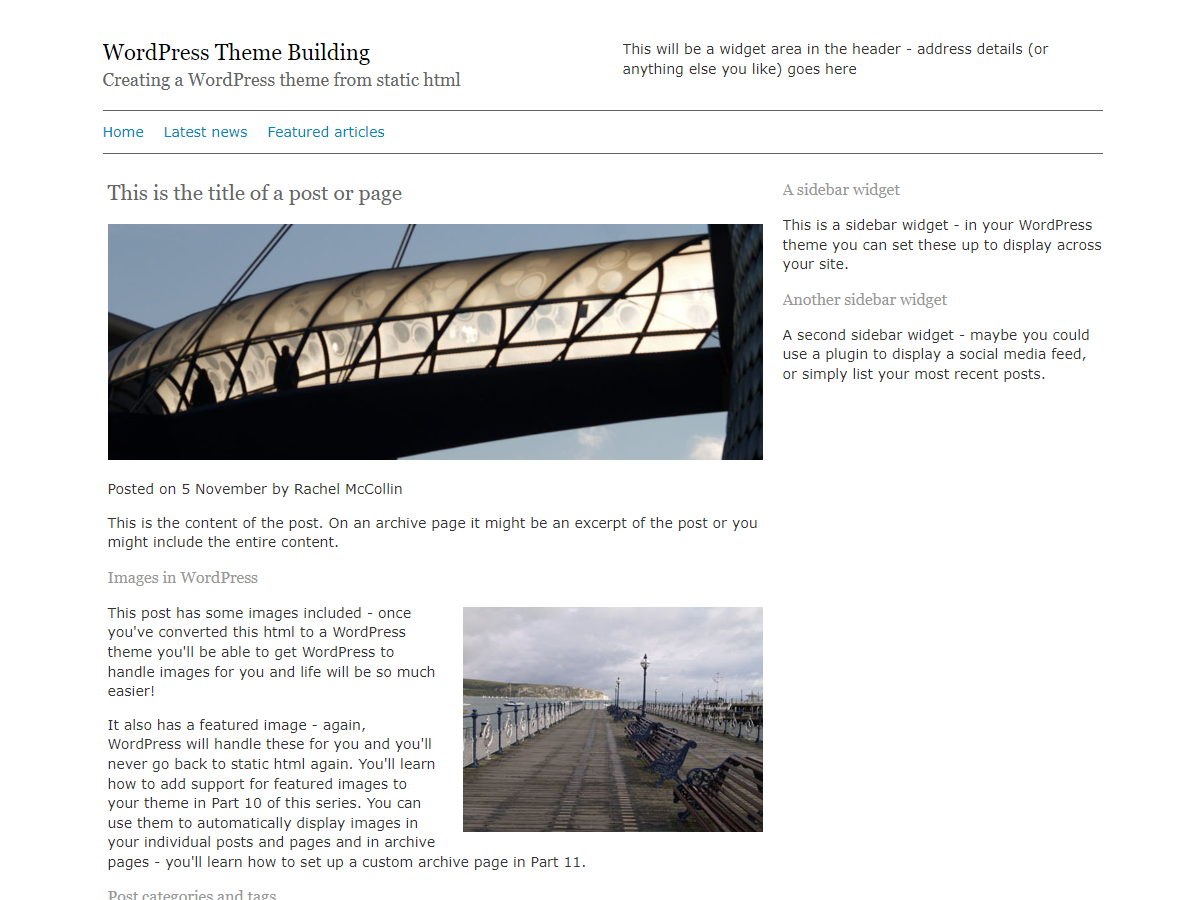 WordPress Theme Building
Creating a WordPress theme from static html
This will be a widget area in the header - address details (or
anything else you like) goes here
Home Latest news Featured articles
This is the title of a post or page
Posted on 5 November by Rachel McCollin
This is the content of the post. On an archive page it might be an excerpt of the post or you
might include the entire content.
Images in WordPress
This post has some images included - once
you've converted this html to a WordPress
theme you'll be able to get WordPress to
handle images for you and life will be so much
easier!
It also has a featured image - again,
WordPress will handle these for you and you'll
never go back to static html again. You'll learn
how to add support for featured images to
your theme in Part 10 of this series. You can
use them to automatically display images in
your individual posts and pages and in archive
pages - you'll learn how to set up a custom archive page in Part 11.
Post categories and tags
A sidebar widget
This is a sidebar widget - in your WordPress
theme you can set these up to display across
your site.
Another sidebar widget
A second sidebar widget - maybe you could
use a plugin to display a social media feed,
or simply list your most recent posts.